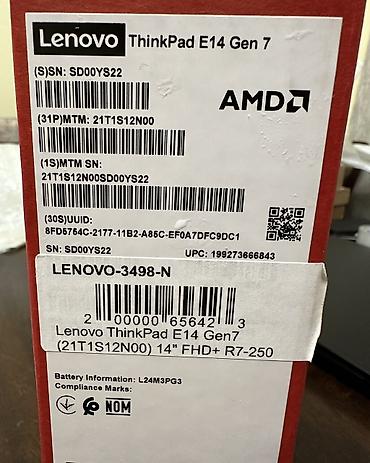 Lenovo ThinkPad E14 Gen 7
(S)SN: SD00YS22
AMD
(31P)MTM: 21T1S12N00
(1S)MTM SN:
21T1S12N00SD00YS22
(30S)UUID:
8FD5754C-2177-11B2-A85C-EF0A7DFC9DC1
SN: SD00YS22 UPC: 199273666843
LENOVO-3498-N
2 00000 65642 3
Lenovo ThinkPad E14 Gen7
(21T1S12N00) 14" FHD+ R7-250
Battery Information: L24M3PG3
Compliance Marks:
NOM